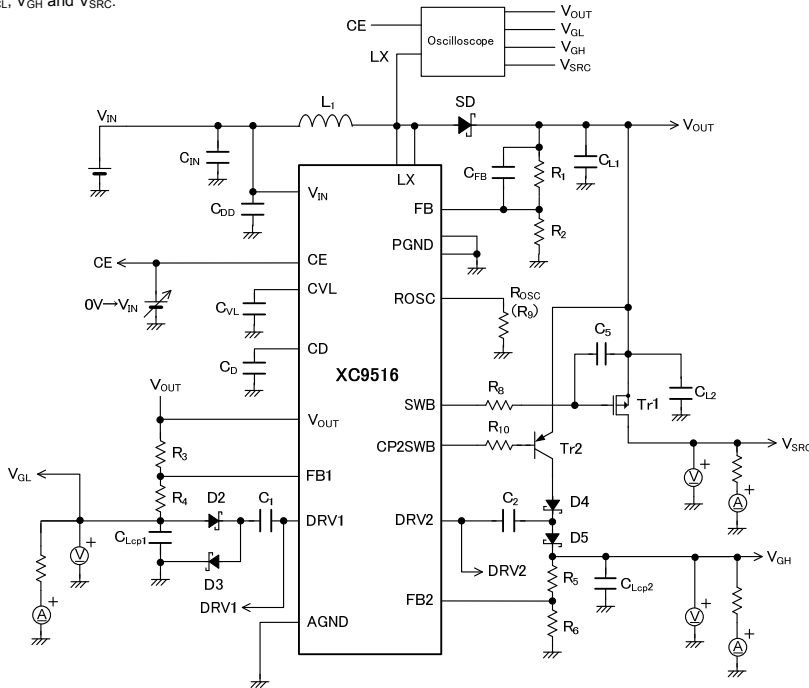 CL, VGH and VSRC.
VOUT
CE
VGL
Oscilloscope
VGH
LX
VSRC
L1
SD
VIN
VOUT
CIN
CFB
R1
CL1
LX
VIN
FB
CDD
R2
PGND
CE
CE
CVL
ROSC
ROSC
(R9)
0V→VIN
CVL
C5
CD
CD
XC9516
VOUT
SWB
R8
Tr1
CL2
VOUT
R10
CP2SWB
Tr2
VSRC
R3
VGL
FB1
V
+
+
A
R4
D2
C1
C2
D4
DRV1
DRV2
CLcp1
D5
V
+
DRV2
VGH
D3
R5
CLcp2
+
A
DRV1
FB2
V
+
AGND
R6
+
A